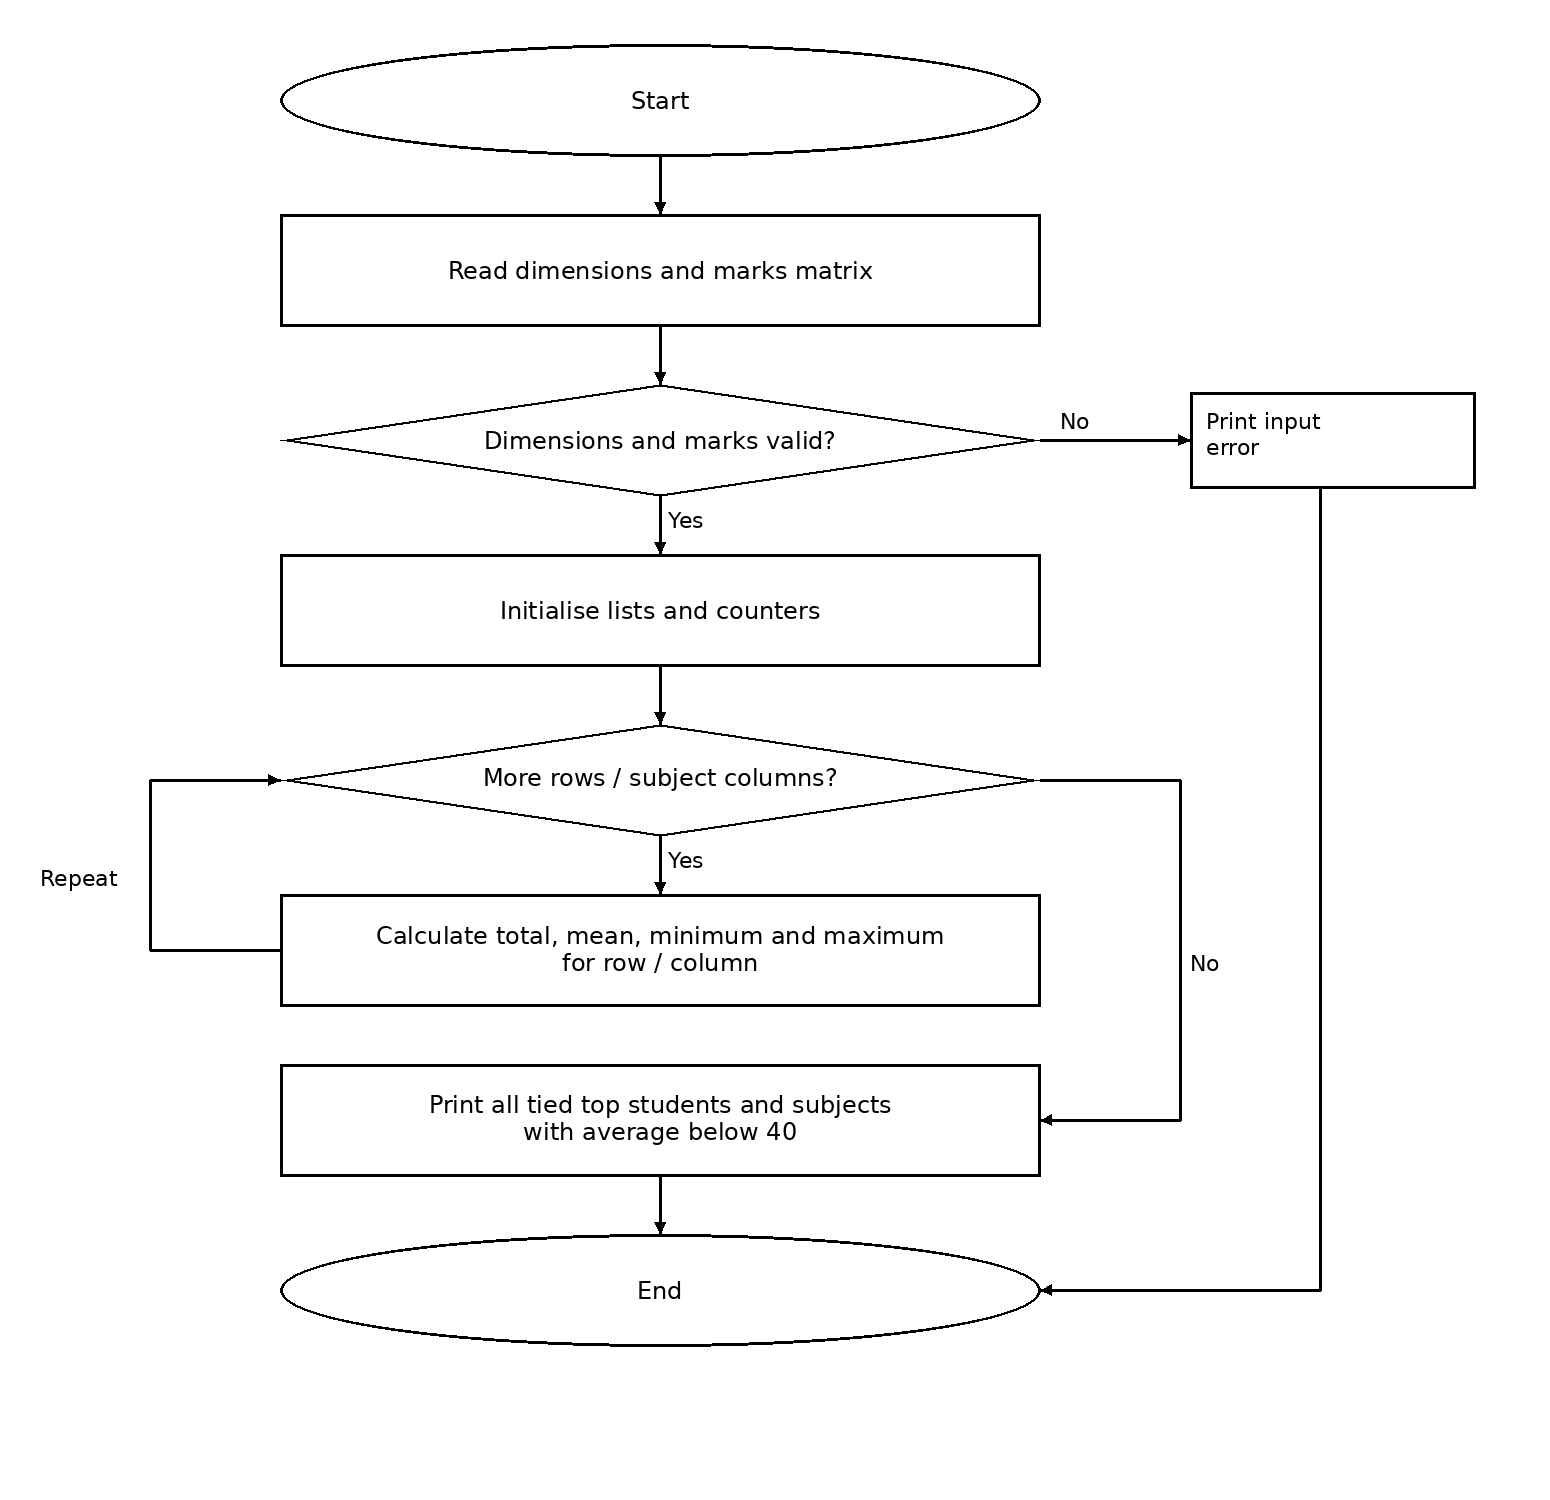 Start
Read dimensions and marks matrix
Dimensions and marks valid?
No
Print input
error
Yes
Initialise lists and counters
More rows / subject columns?
Yes
Repeat
Calculate total, mean, minimum and maximum
for row / column
No
Print all tied top students and subjects
with average below 40
End